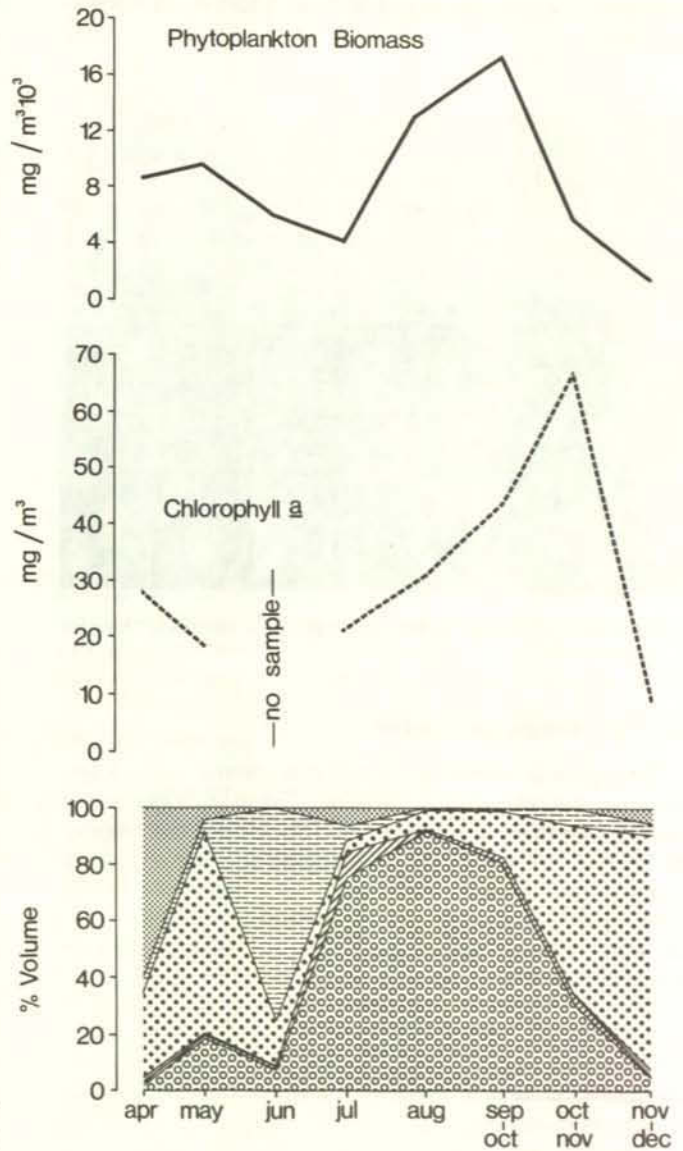 20
Phytoplankton Biomass
16
12
8
4
0
mg / m³·10³
70
60
50
40
30
20
10
0
mg / m³
Chlorophyll a
—no sample—
100
80
60
40
20
0
% Volume
apr may jun jul aug sep oct nov
oct nov dec